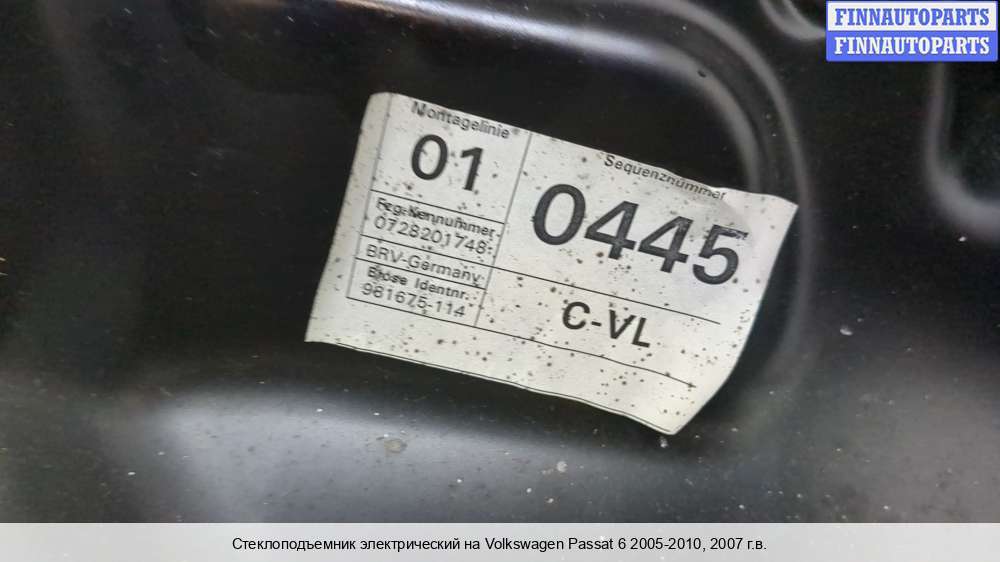 FINNAUTOPARTS
FINNAUTOPARTS
Montagelinie
01
Sequenznummer
0445
Fzg-Kennnummer
0728201748
BRV-Germany
Brose Identnr.
981675-114
C-VL
Стеклоподъемник электрический на Volkswagen Passat 6 2005-2010, 2007 г.в.